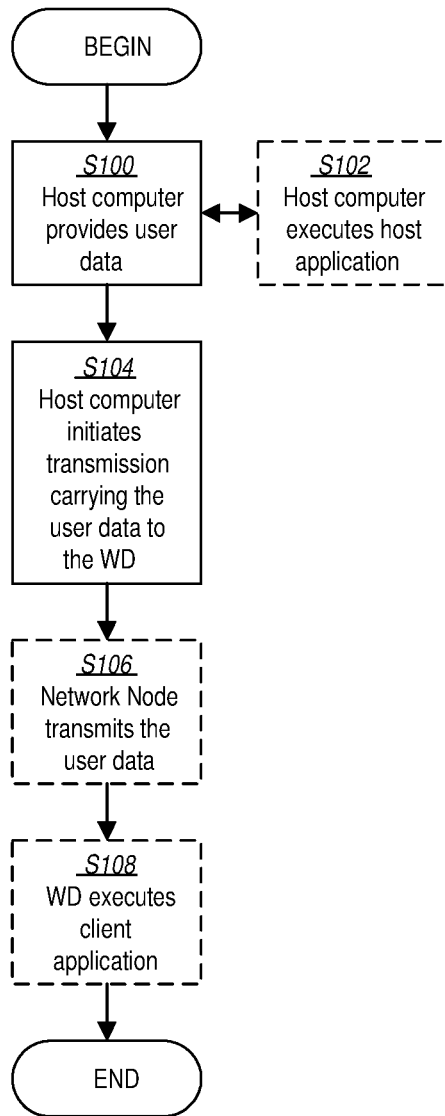 BEGIN
S100
Host computer
provides user
data
S102
Host computer
executes host
application
S104
Host computer
initiates
transmission
carrying the
user data to
the WD
S106
Network Node
transmits the
user data
S108
WD executes
client
application
END